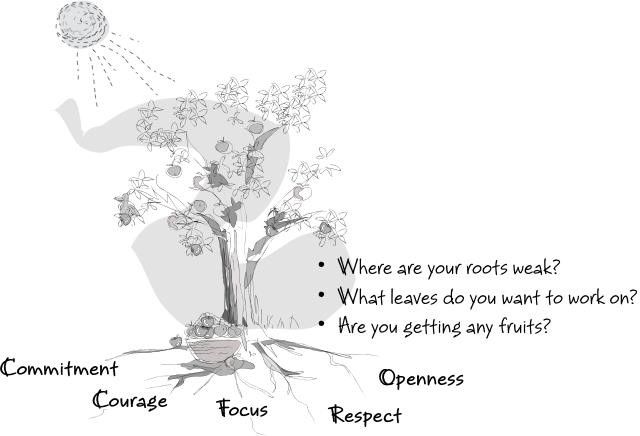 • Where are your roots weak?
• What leaves do you want to work on?
• Are you getting any fruits?
Commitment
Courage
Focus
Respect
Openness